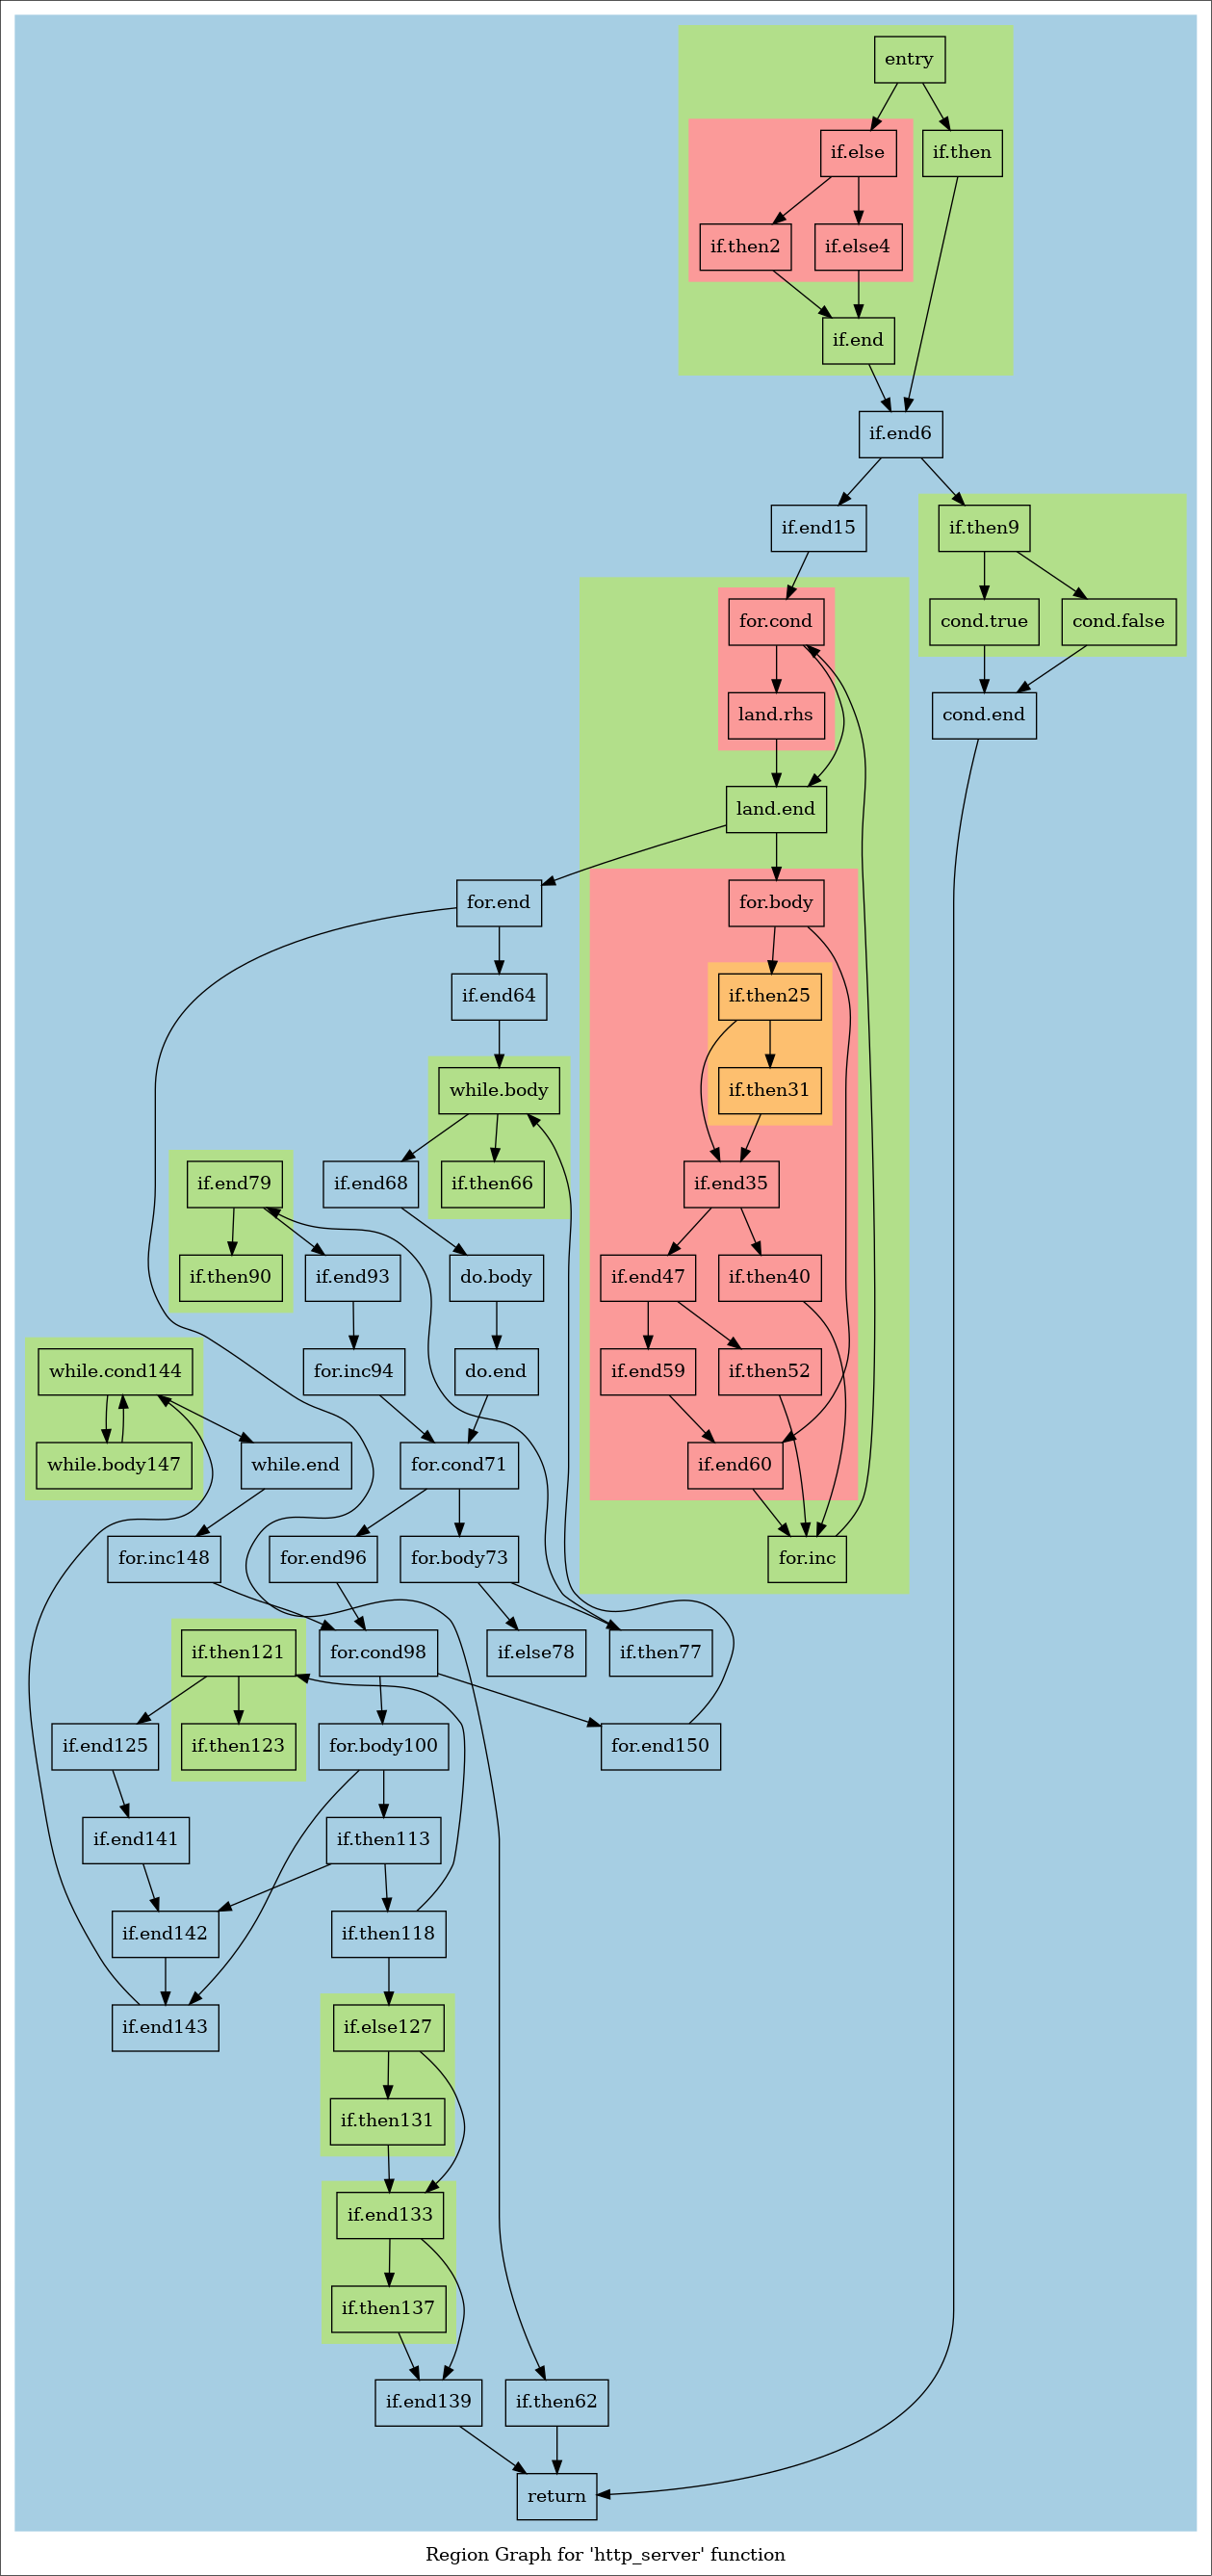 entry
if.else
if.then
if.then2
if.else4
if.end
if.end6
if.end15
if.then9
for.cond
cond.true
cond.false
land.rhs
cond.end
land.end
for.end
for.body
if.end64
if.then25
while.body
if.then31
if.end79
if.end68
if.then66
if.end35
if.then90
if.end93
do.body
if.end47
if.then40
while.cond144
for.inc94
do.end
if.end59
if.then52
while.body147
while.end
for.cond71
if.end60
for.inc148
for.end96
for.body73
for.inc
if.then121
for.cond98
if.else78
if.then77
if.end125
if.then123
for.body100
for.end150
if.end141
if.then113
if.end142
if.then118
if.end143
if.else127
if.then131
if.end133
if.then137
if.end139
if.then62
return
Region Graph for 'http_server' function